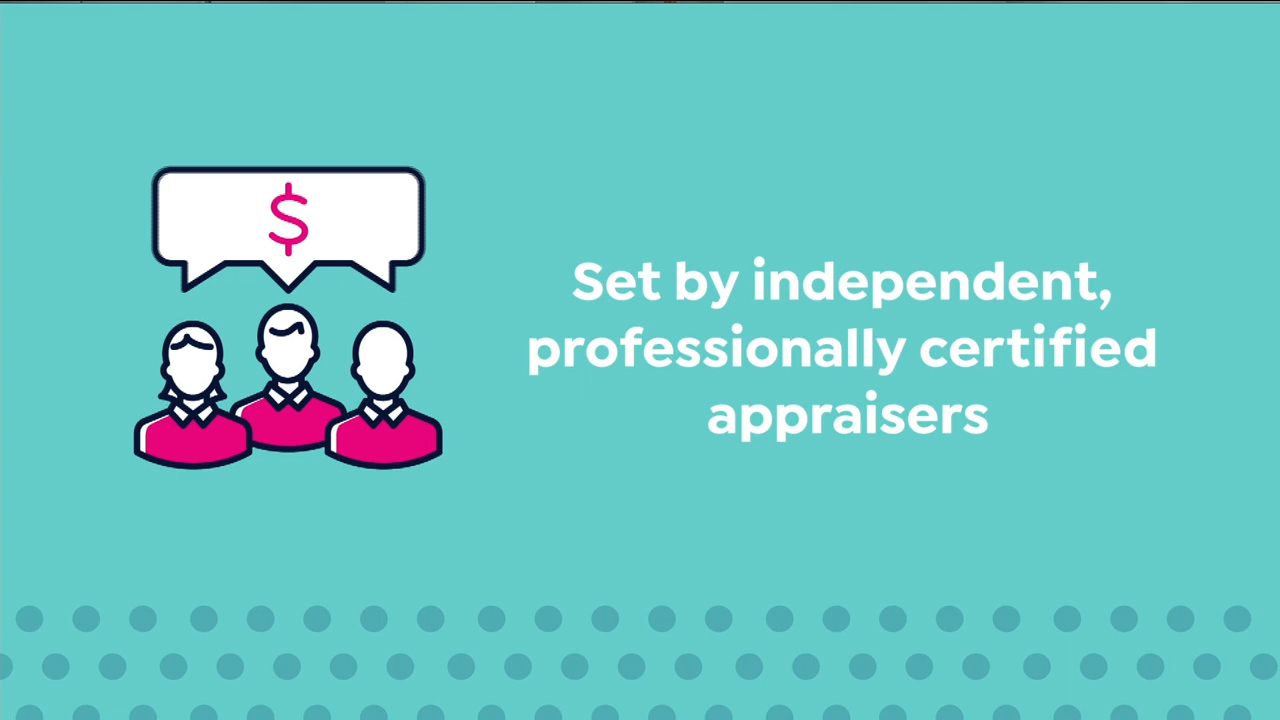 $
Set by independent,
professionally certified
appraisers